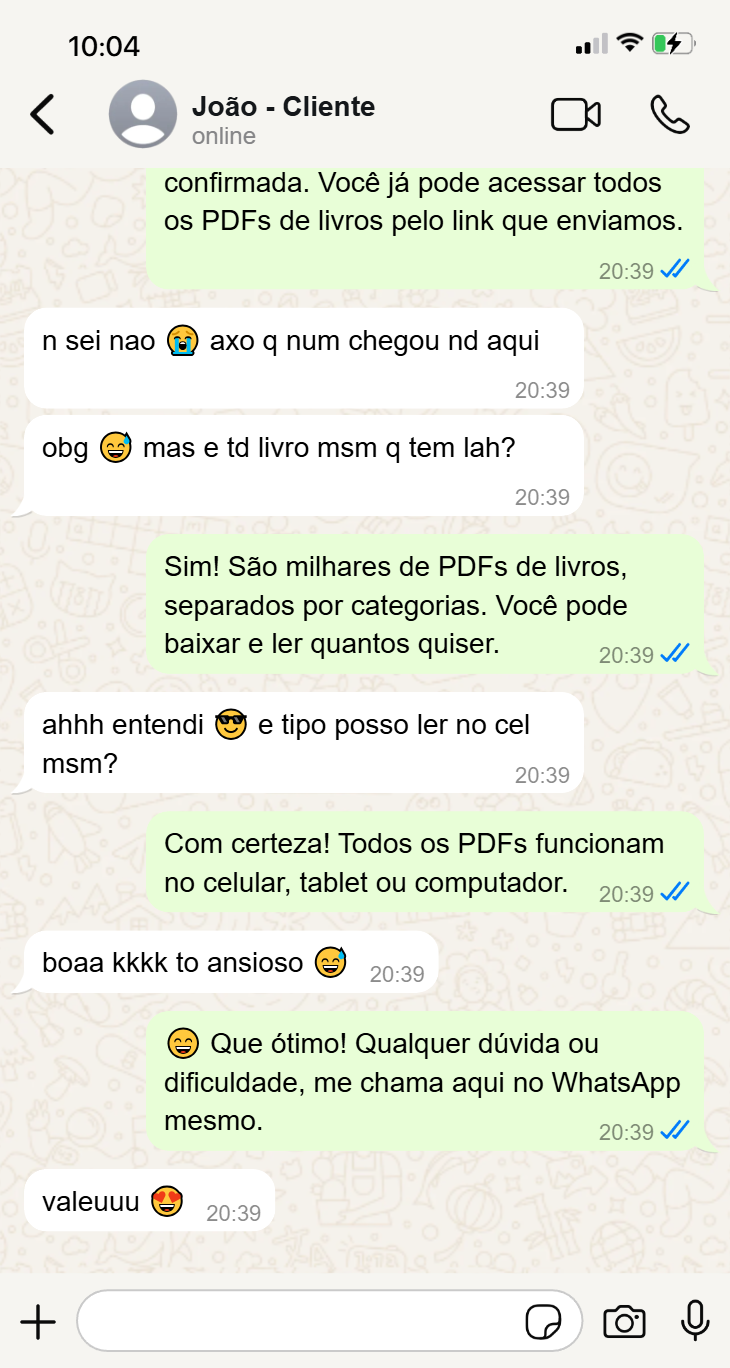 10:04
João - Cliente
online
confirmada. Você já pode acessar todos
os PDFs de livros pelo link que enviamos.
20:39
n sei nao 😭 axo q num chegou nd aqui
20:39
obg 😅 mas e td livro msm q tem lah?
20:39
Sim! São milhares de PDFs de livros,
separados por categorias. Você pode
baixar e ler quantos quiser.
20:39
ahhh entendi 😎 e tipo posso ler no cel
msm?
20:39
Com certeza! Todos os PDFs funcionam
no celular, tablet ou computador.
20:39
boaa kkkk to ansioso 😅
20:39
😄 Que ótimo! Qualquer dúvida ou
dificuldade, me chama aqui no WhatsApp
mesmo.
20:39
valeuuu 😍
20:39